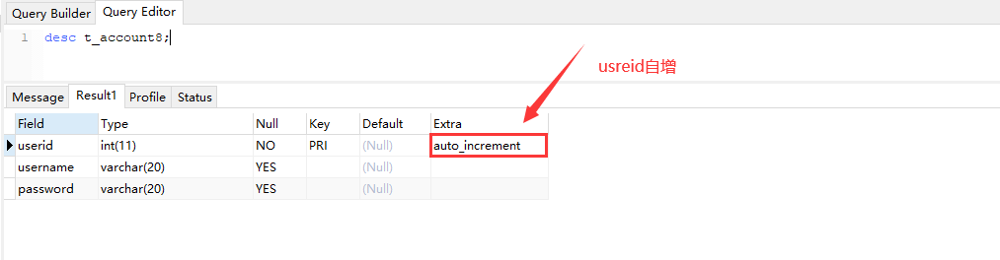 Query Builder Query Editor
1 desc t_account8;
usreid自增
Message Result1 Profile Status
Field Type Null Key Default Extra
userid int(11) NO PRI (Null) auto_increment
username varchar(20) YES (Null)
password varchar(20) YES (Null)